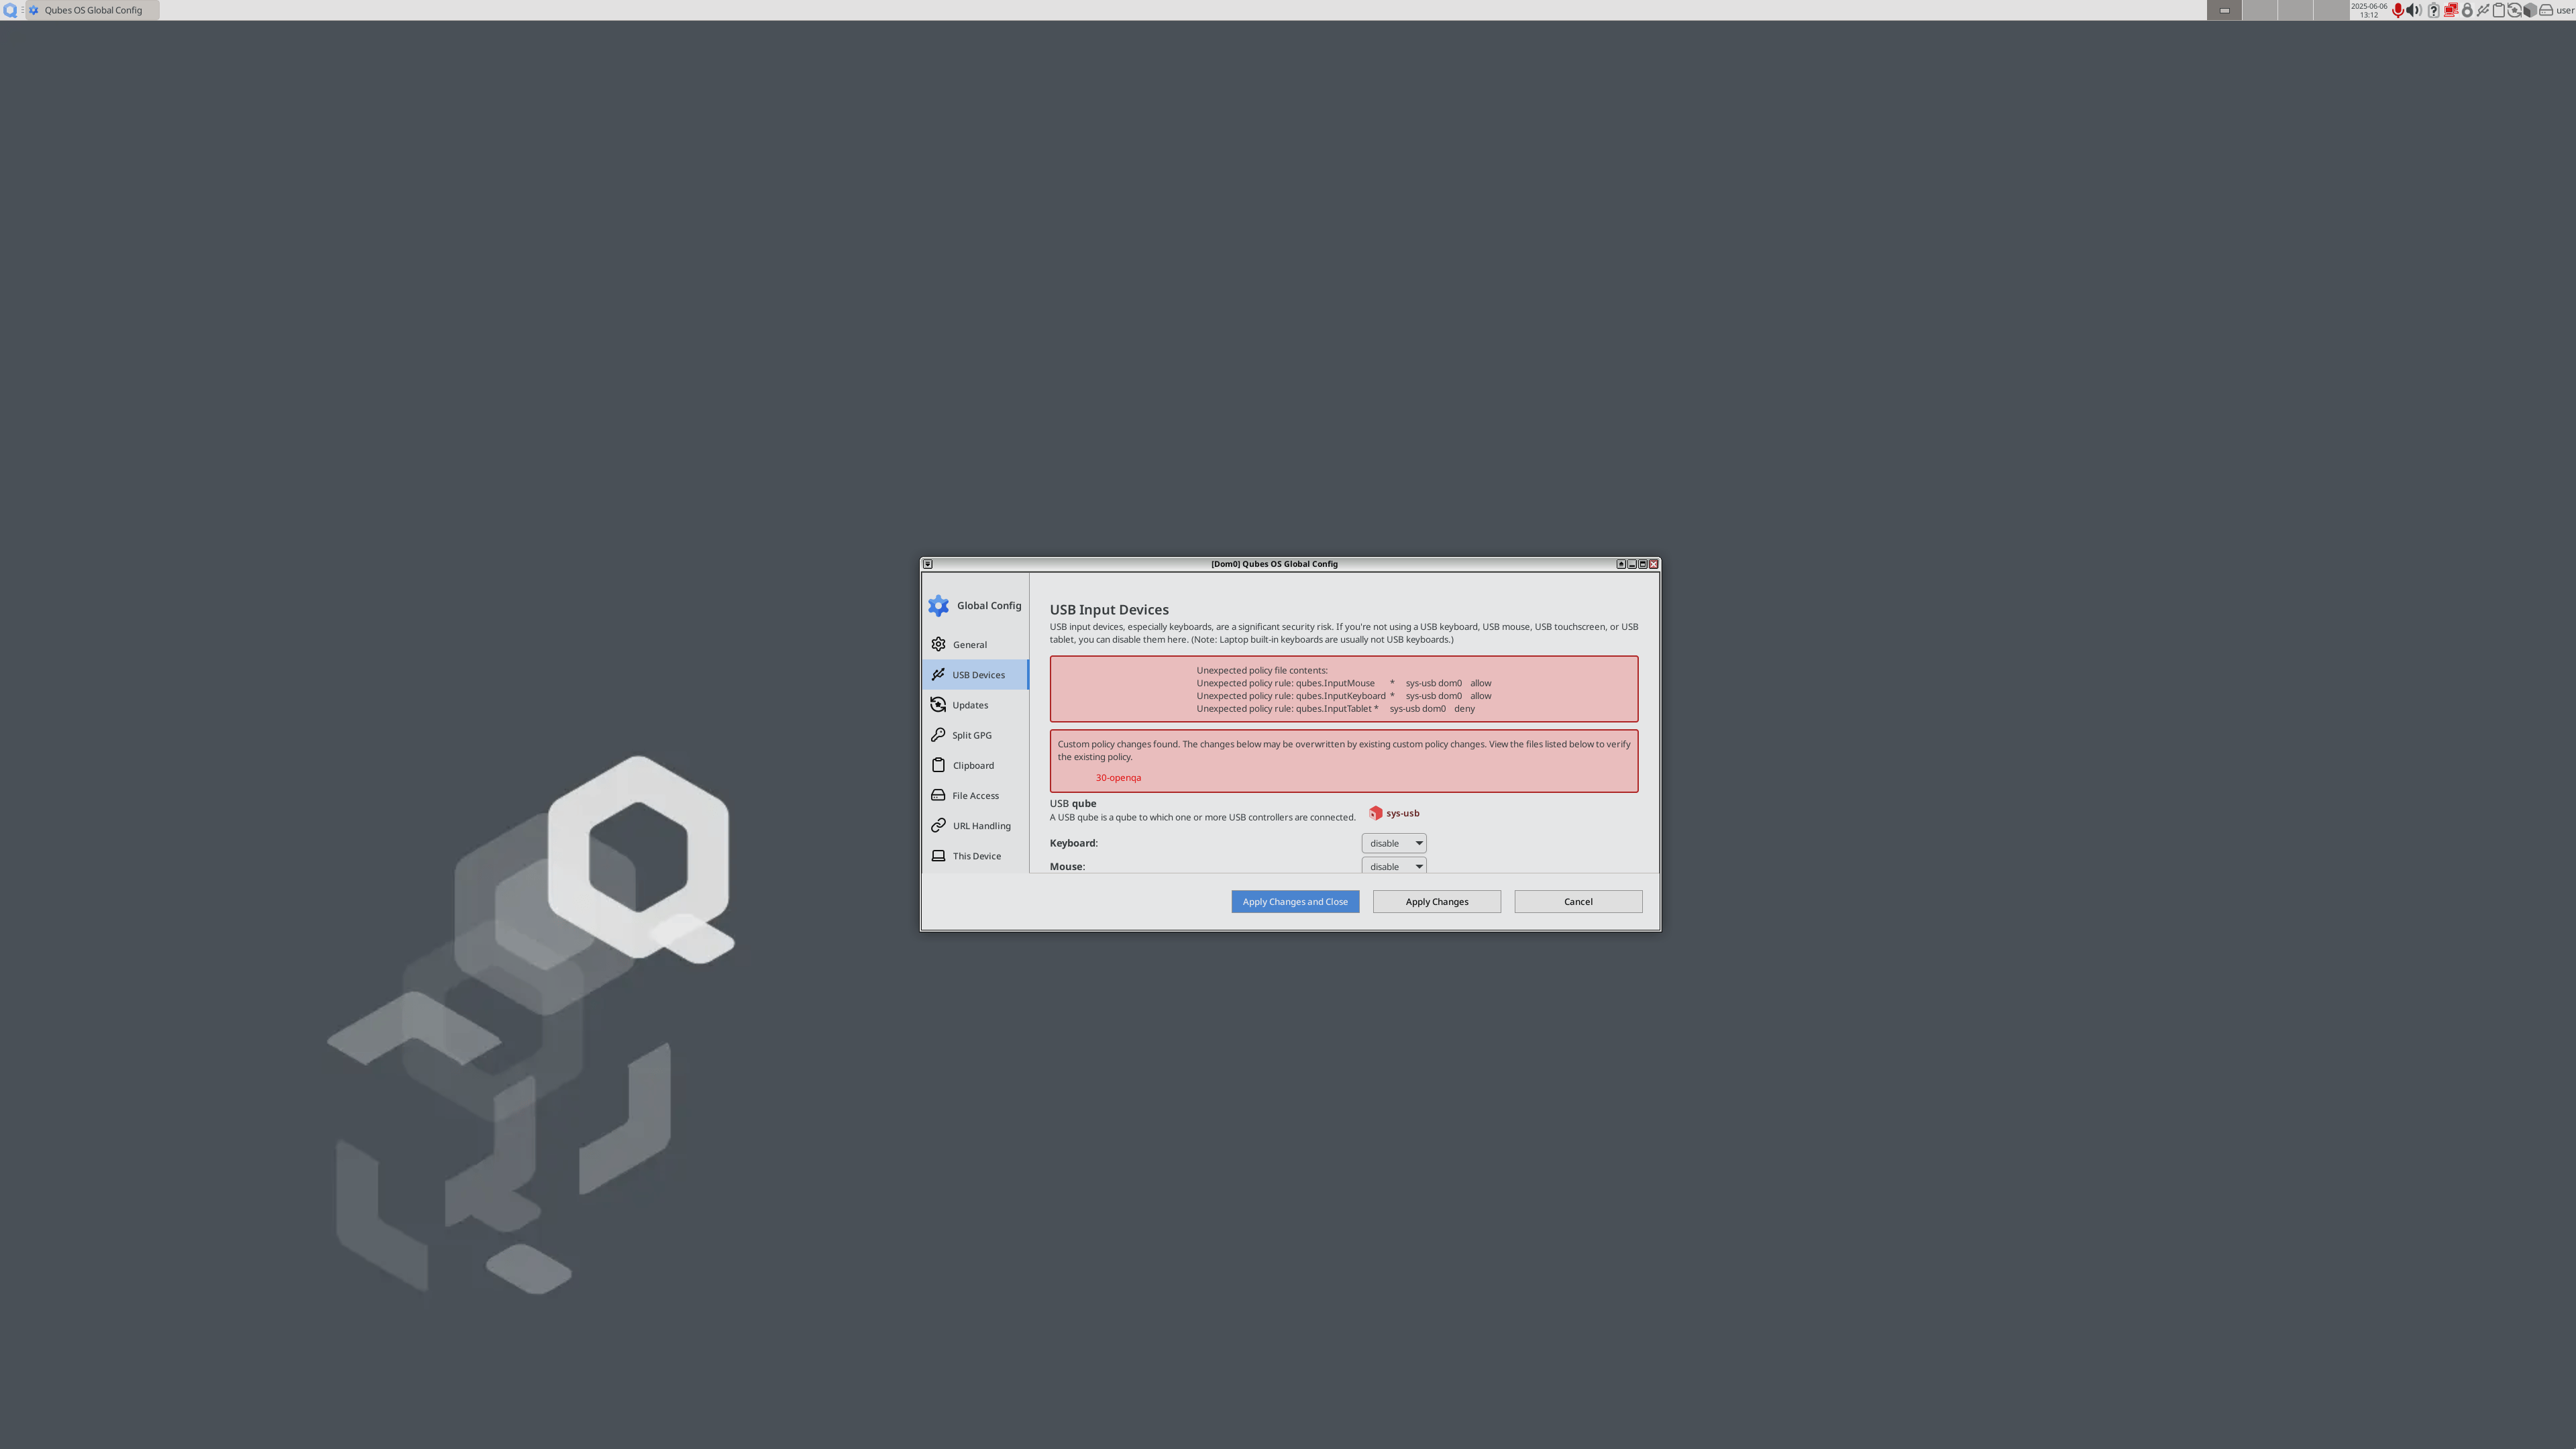 Qubes OS Global Config
2025-06-06
13:12
user
[Dom0] Qubes OS Global Config
Global Config
General
USB Devices
Updates
Split GPG
Clipboard
File Access
URL Handling
This Device
USB Input Devices
USB input devices, especially keyboards, are a significant security risk. If you're not using a USB keyboard, USB mouse, USB touchscreen, or USB
tablet, you can disable them here. (Note: Laptop built-in keyboards are usually not USB keyboards.)
Unexpected policy file contents:
Unexpected policy rule: qubes.InputMouse * sys-usb dom0 allow
Unexpected policy rule: qubes.InputKeyboard * sys-usb dom0 allow
Unexpected policy rule: qubes.InputTablet * sys-usb dom0 deny
Custom policy changes found. The changes below may be overwritten by existing custom policy changes. View the files listed below to verify
the existing policy.
30-openqa
USB qube
A USB qube is a qube to which one or more USB controllers are connected.
sys-usb
Keyboard: disable
Mouse: disable
Apply Changes and Close
Apply Changes
Cancel